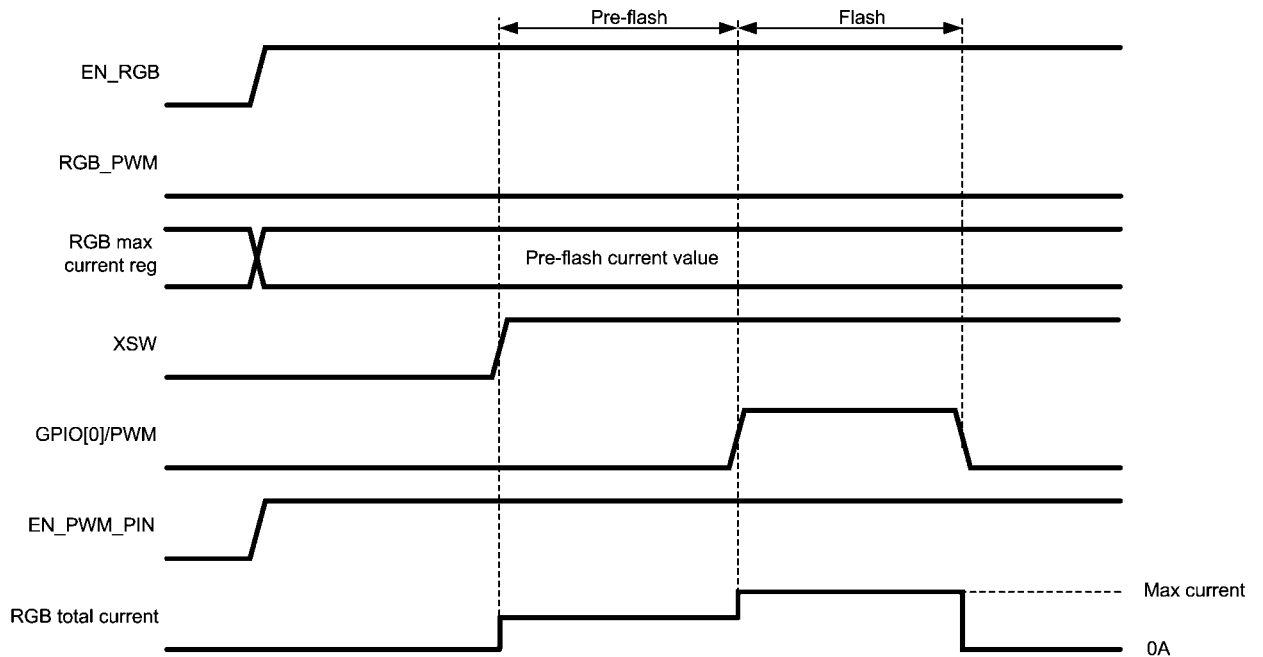 Pre-flash
Flash
EN_RGB
RGB_PWM
RGB max
current reg
Pre-flash current value
XSW
GPIO[0]/PWM
EN_PWM_PIN
RGB total current
Max current
0A